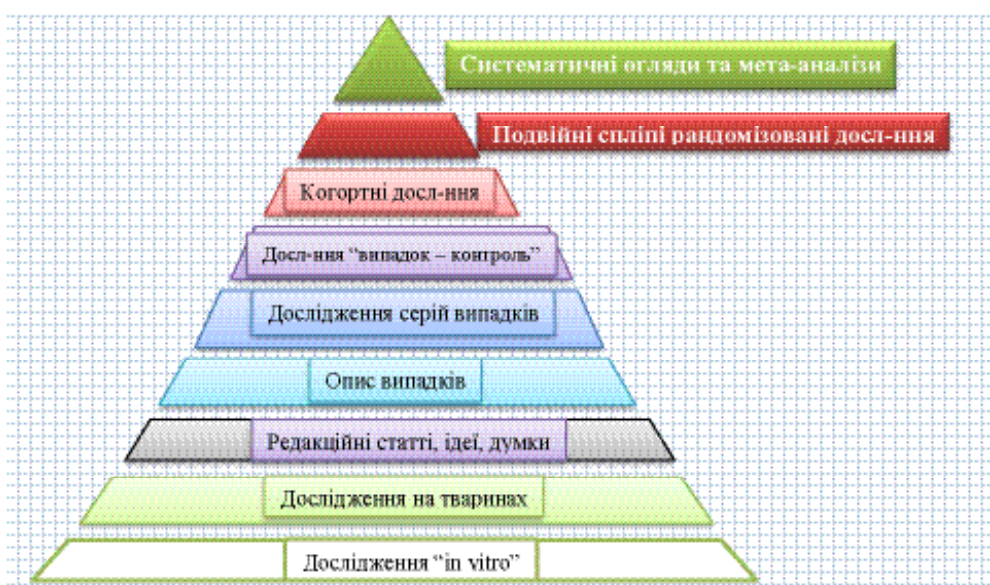 Систематичні огляди та мета-аналізи
Подвійні спліпі рандомізовані досл-ння
Когортні досл-ння
Досл-ння “випадок – контроль”
Дослідження серій випадків
Опис випадків
Редакційні статті, ідеї, думки
Дослідження на тваринах
Дослідження “in vitro”